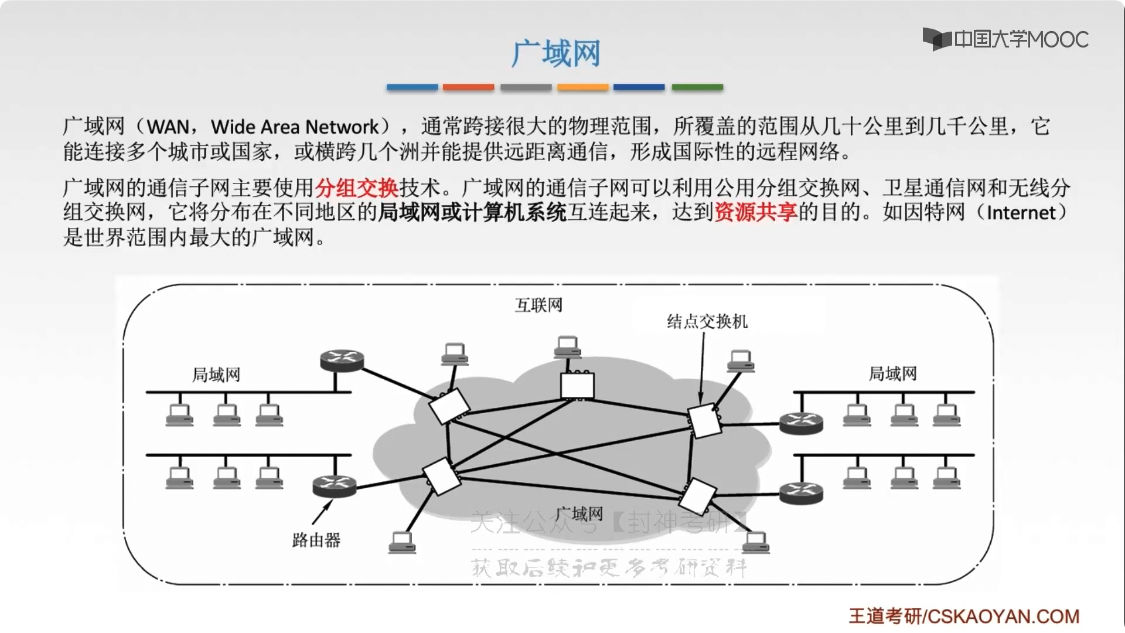 中国大学MOOC
广域网
广域网（WAN，Wide Area Network），通常跨接很大的物理范围，所覆盖的范围从几十公里到几千公里，它
能连接多个城市或国家，或横跨几个洲并能提供远距离通信，形成国际性的远程网络。
广域网的通信子网主要使用分组交换技术。广域网的通信子网可以利用公用分组交换网、卫星通信网和无线分
组交换网，它将分布在不同地区的局域网或计算机系统互连起来，达到资源共享的目的。如因特网（Internet）
是世界范围内最大的广域网。
互联网
结点交换机
局域网
局域网
广域网
关注公众号【封神考研】
路由器
获取后续和更多考研资料
王道考研/CSKAOYAN.COM